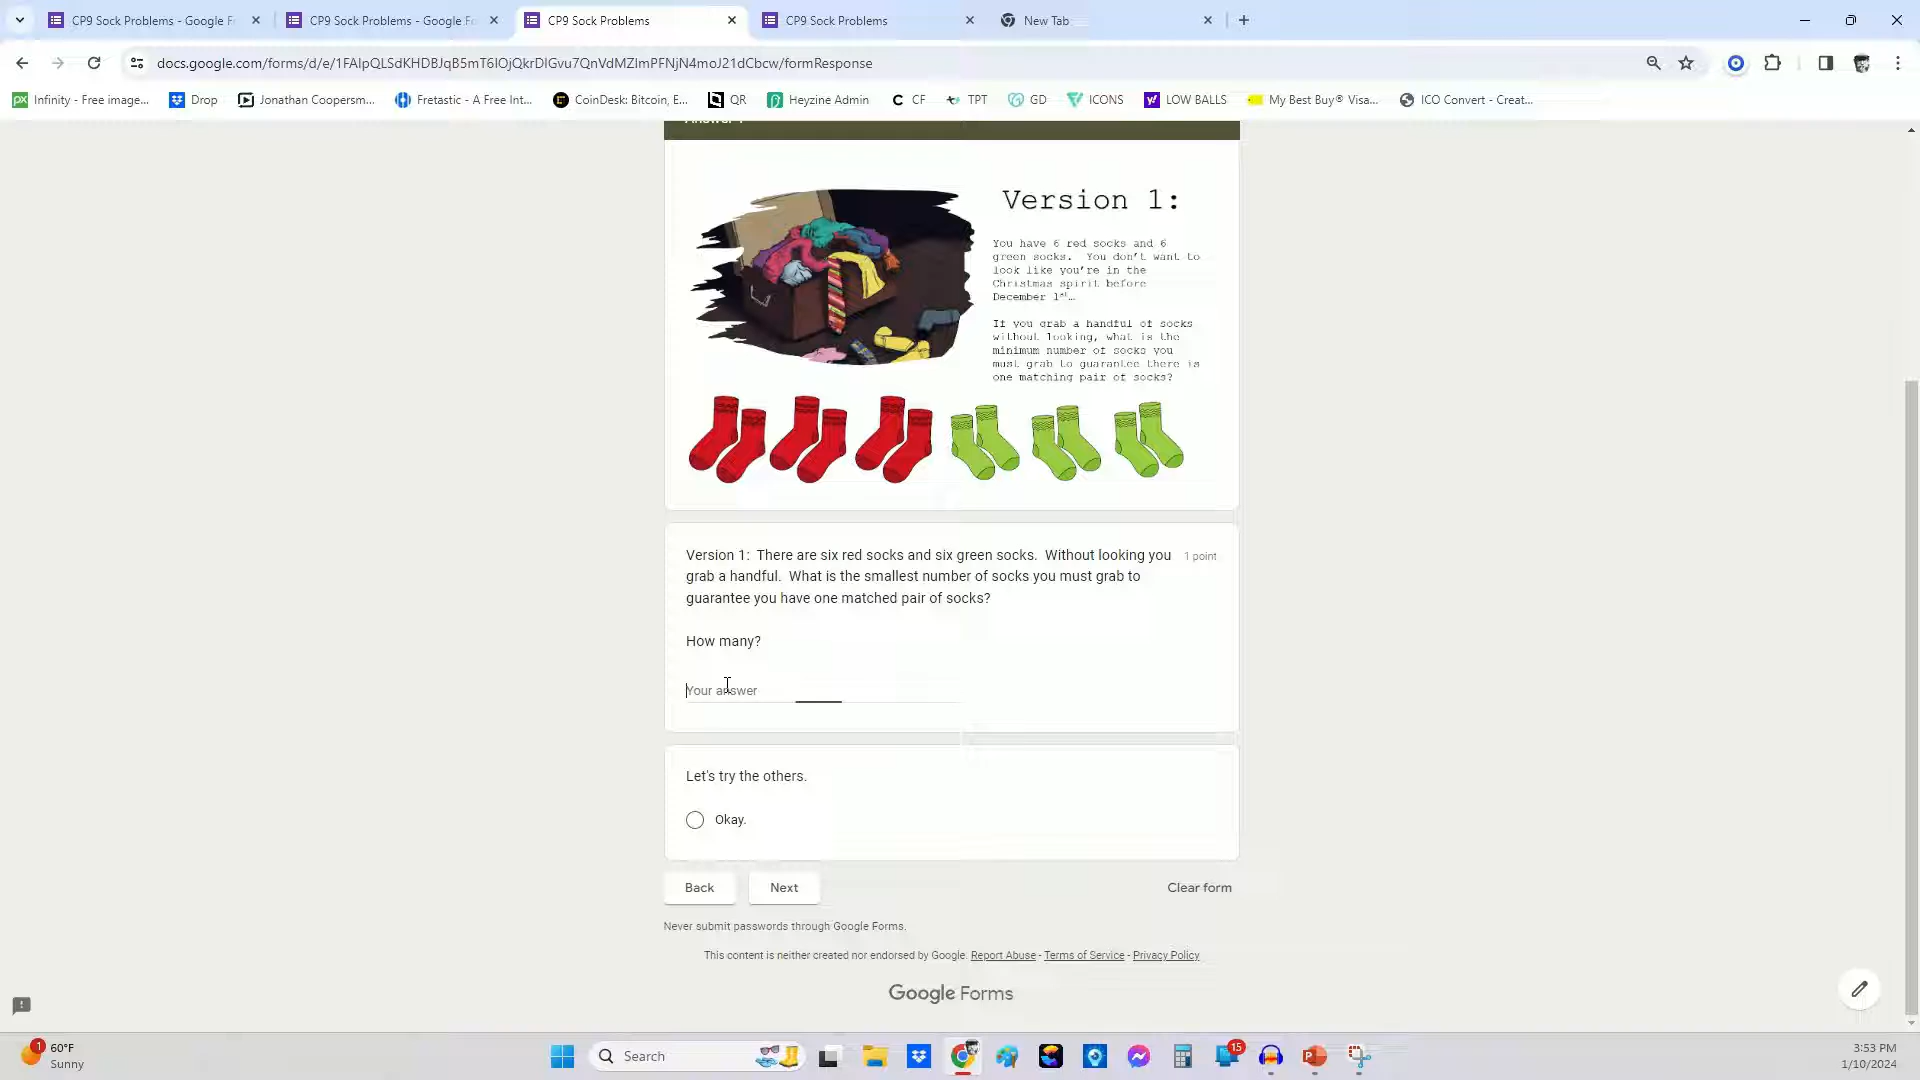 CP9 Sock Problems - Google F
CP9 Sock Problems - Google Fo
CP9 Sock Problems
CP9 Sock Problems
New Tab
docs.google.com/forms/d/e/1FAIpQLSdKHDBJqB5mT6IOjQkrDIGvu7QnVdMZImPFNjN4moJ21dCbcw/formResponse
Infinity - Free image...
Drop
Jonathan Coopersm...
Fretastic - A Free Int...
CoinDesk: Bitcoin, E...
QR
Heyzine Admin
CF
TPT
GD
ICONS
LOW BALLS
My Best Buy® Visa...
ICO Convert - Creat...
Version 1:
You have 6 red socks and 6
green socks. You don't want to
look like you're in the
Christmas spirit before
December 1st…
If you grab a handful of socks
without looking, what is the
minimum number of socks you
must grab to guarantee there is
one matching pair of socks?
Version 1: There are six red socks and six green socks. Without looking you
1 point
grab a handful. What is the smallest number of socks you must grab to
guarantee you have one matched pair of socks?
How many?
Your answer
Let's try the others.
Okay.
Back
Next
Clear form
Never submit passwords through Google Forms.
This content is neither created nor endorsed by Google. Report Abuse - Terms of Service - Privacy Policy
Google Forms
1
60°F
Sunny
Search
15
3:53 PM
1/10/2024